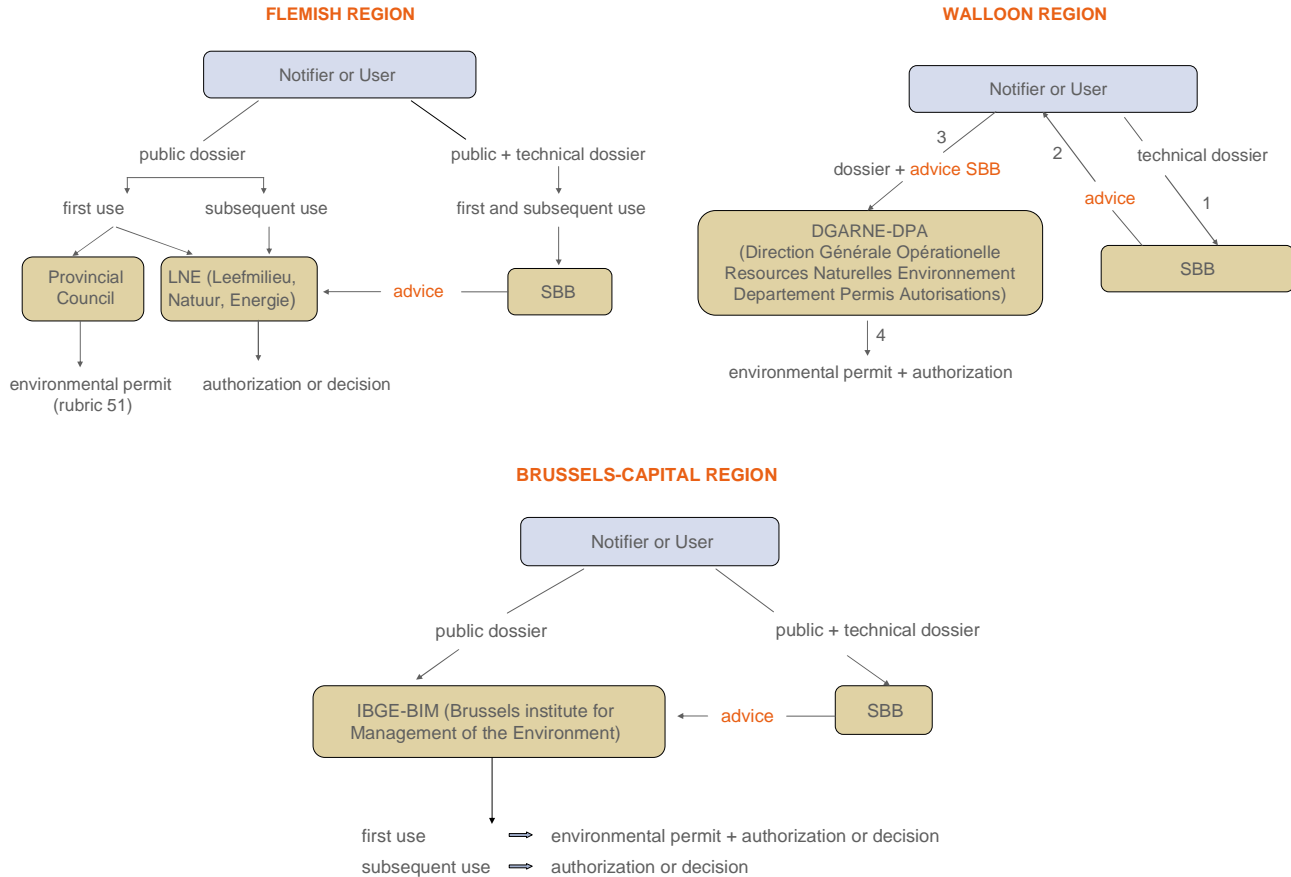 FLEMISH REGION
Notifier or User
public dossier
public + technical dossier
first use
subsequent use
first and subsequent use
Provincial
Council
LNE (Leefmilieu,
Natuur, Energie)
advice
SBB
environmental permit
(rubric 51)
authorization or decision
WALLOON REGION
Notifier or User
3
2
technical dossier
dossier + advice SBB
advice
1
DGARNE-DPA
(Direction Générale Opérationelle
Resources Naturelles Environnement
Departement Permis Autorisations)
SBB
4
environmental permit + authorization
BRUSSELS-CAPITAL REGION
Notifier or User
public dossier
public + technical dossier
IBGE-BIM (Brussels institute for
Management of the Environment)
advice
SBB
first use
environmental permit + authorization or decision
subsequent use
authorization or decision